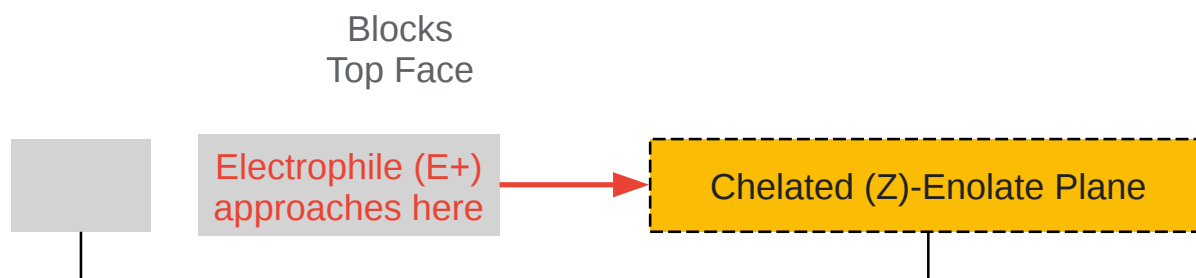 Blocks
Top Face
Electrophile (E+)
approaches here
Chelated (Z)-Enolate Plane